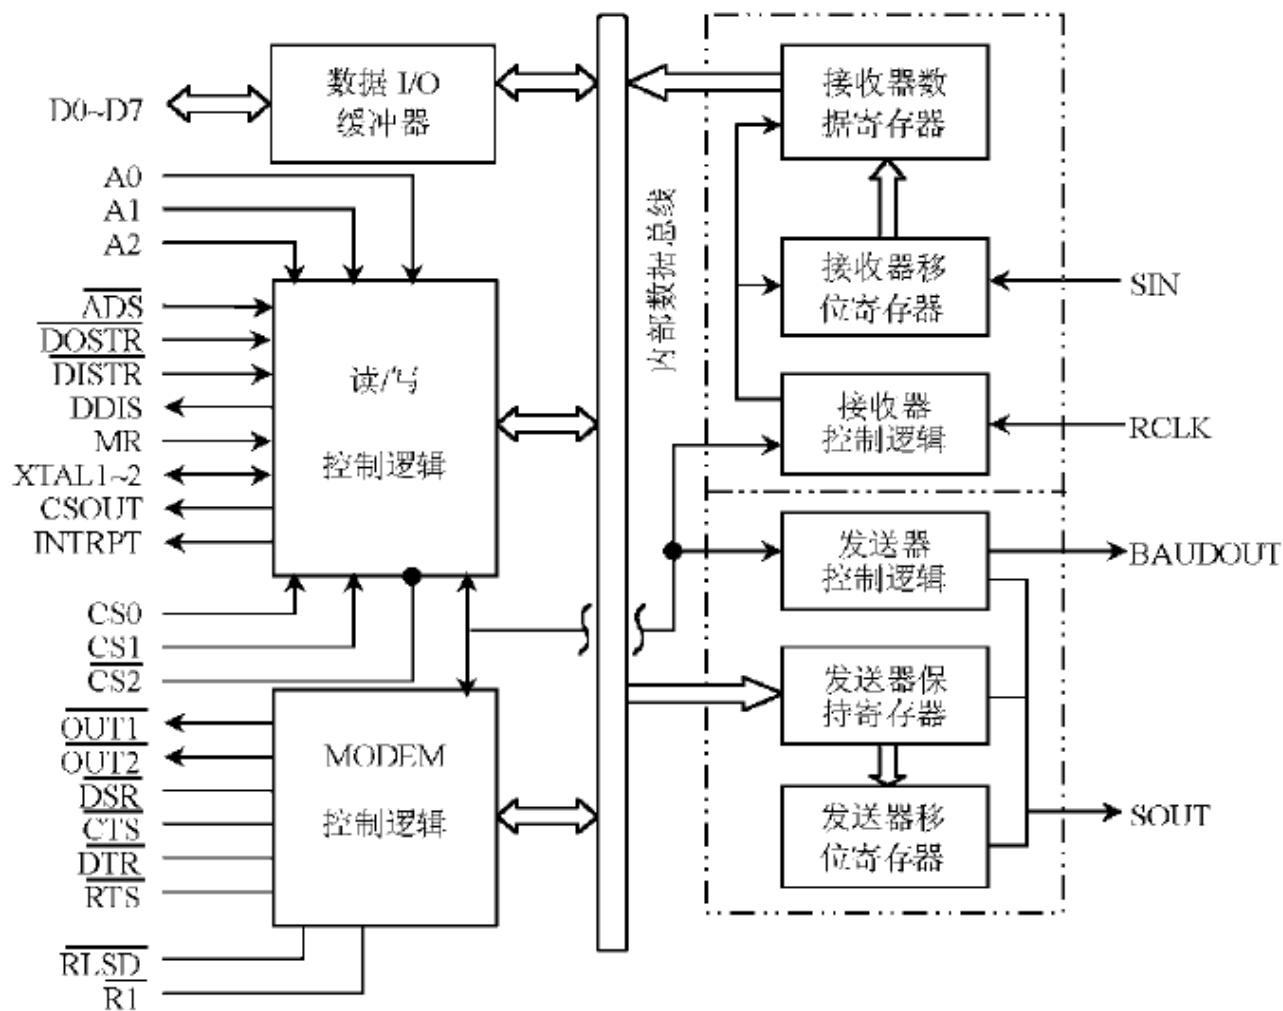 数据 I/O
缓冲器
D0~D7
A0
A1
A2
ADS
DOSTR
DISTR
DDIS
MR
XTAL1~2
CSOUT
INTRPT
读/写
控制逻辑
CS0
CS1
CS2
OUT1
OUT2
DSR
CTS
DTR
RTS
RLSD
R1
MODEM
控制逻辑
内部数据总线
接收器数
据寄存器
接收器移
位寄存器
SIN
接收器
控制逻辑
RCLK
发送器
控制逻辑
BAUDOUT
发送器保
持寄存器
发送器移
位寄存器
SOUT